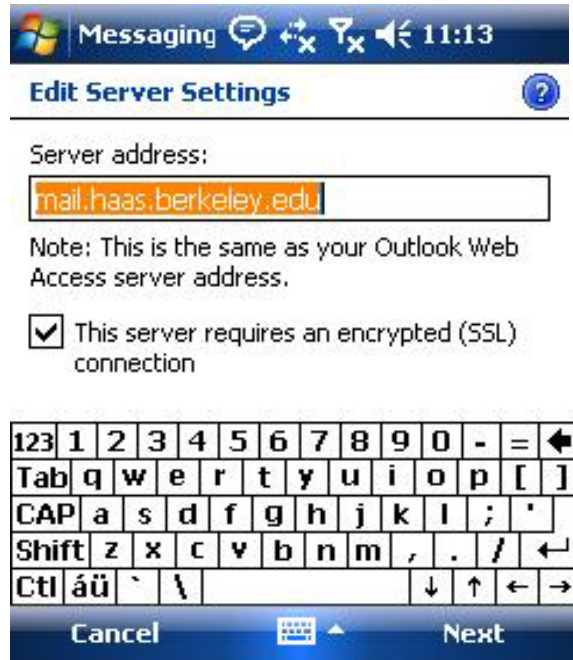 Messaging 11:13
Edit Server Settings ?
Server address:
mail.haas.berkeley.edu
Note: This is the same as your Outlook Web
Access server address.
This server requires an encrypted (SSL)
connection
123 1 2 3 4 5 6 7 8 9 0 - = 🡄
Tab q w e r t y u i o p [ ]
CAP a s d f g h j k l ; '
Shift z x c v b n m , . / ↵
Ctl áü ` \ ↓ ↑ ← →
Cancel Next